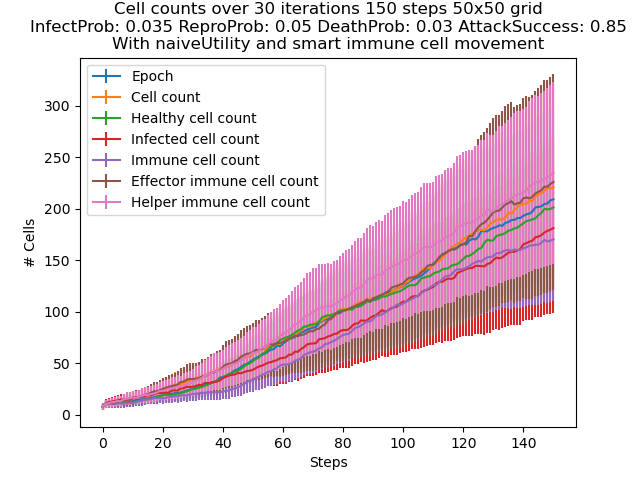 Cell counts over 30 iterations 150 steps 50x50 grid
InfectProb: 0.035 ReproProb: 0.05 DeathProb: 0.03 AttackSuccess: 0.85
With naiveUtility and smart immune cell movement
Epoch
Cell count
Healthy cell count
Infected cell count
Immune cell count
Effector immune cell count
Helper immune cell count
# Cells
300
250
200
150
100
50
0
0 20 40 60 80 100 120 140
Steps